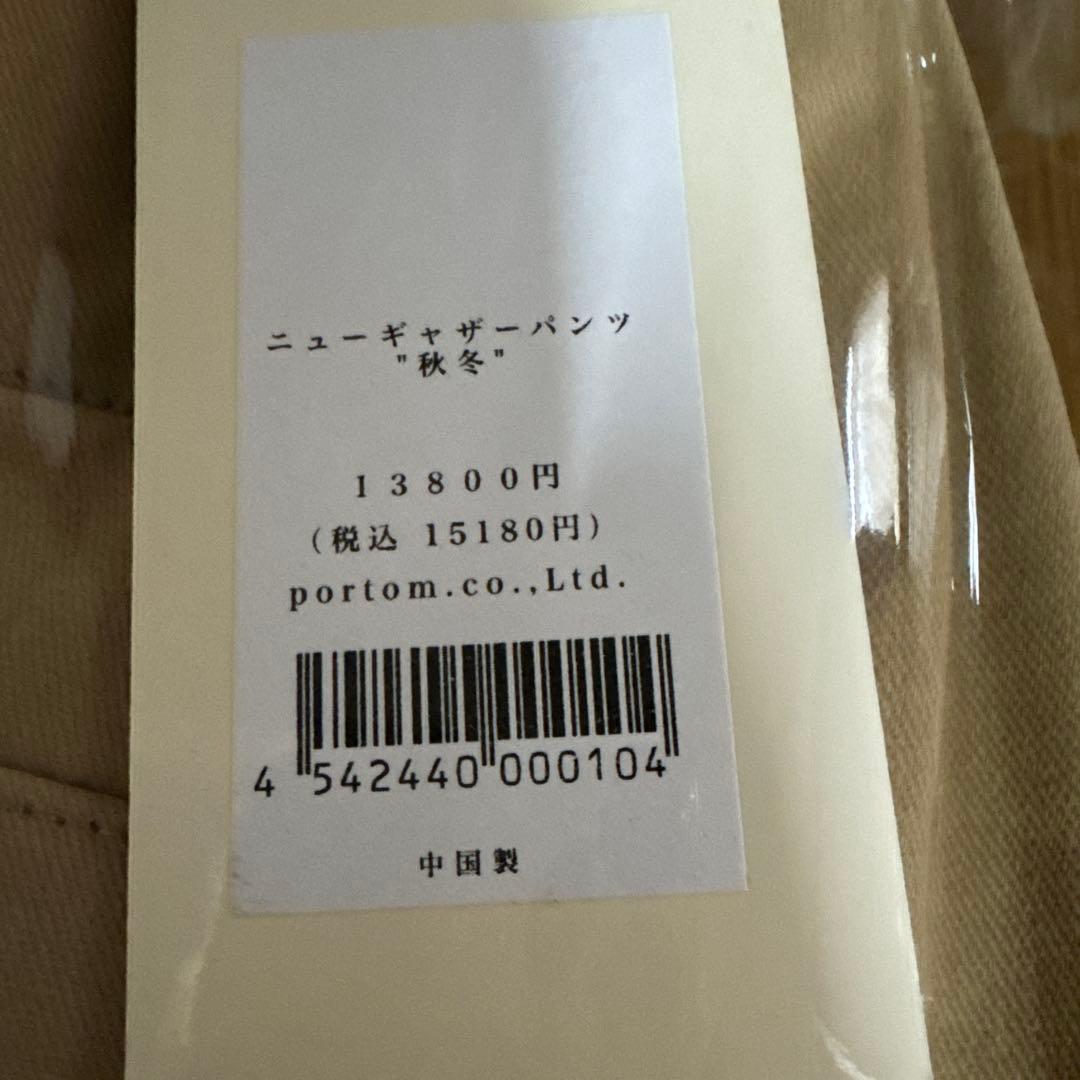 ニューギャザーパンツ
"秋冬"
13800円
(税込 15180円)
portom.co.,Ltd.
4 542440 000104
中国製